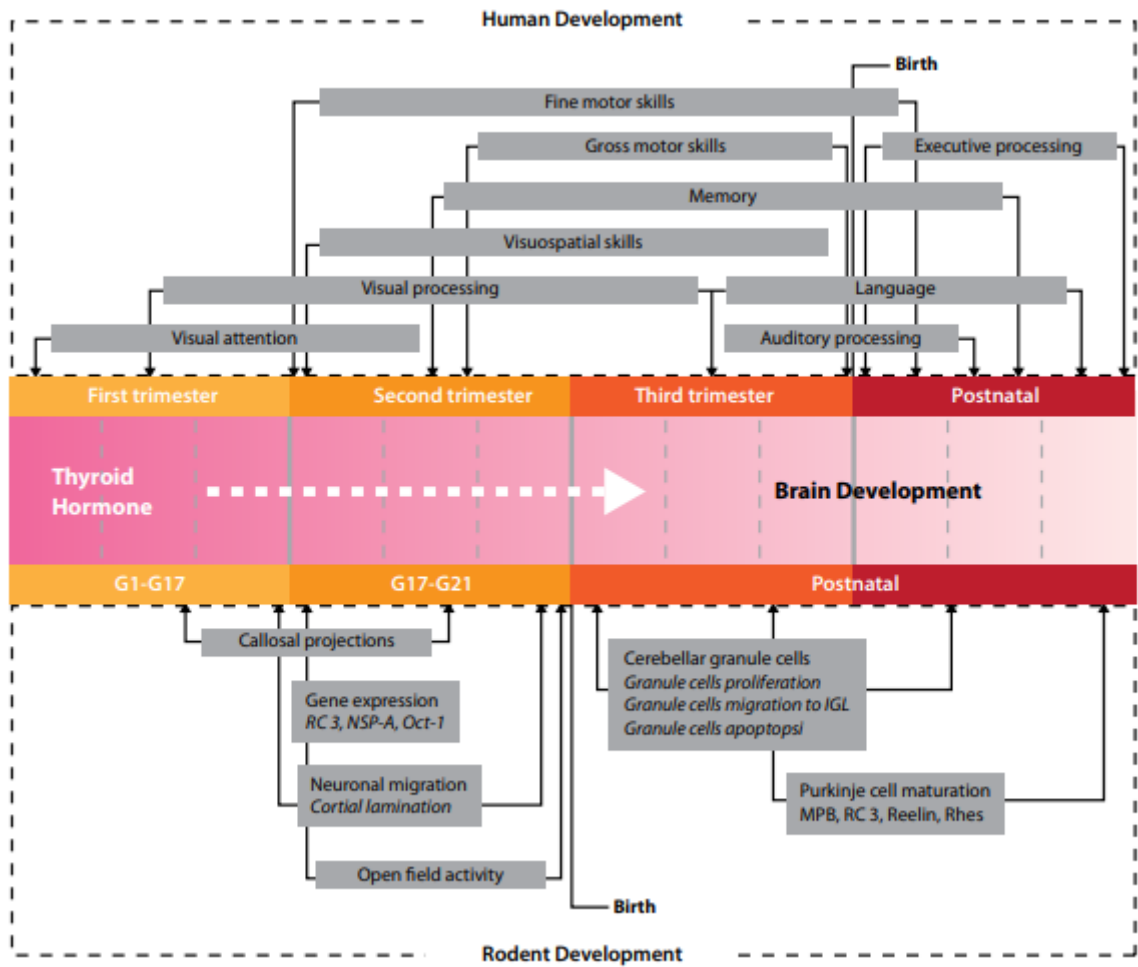 Human Development
Birth
Fine motor skills
Gross motor skills
Executive processing
Memory
Visuospatial skills
Visual processing
Language
Visual attention
Auditory processing
First trimester
Second trimester
Third trimester
Postnatal
Thyroid
Hormone
Brain Development
G1-G17
G17-G21
Postnatal
Callosal projections
Cerebellar granule cells
Granule cells proliferation
Granule cells migration to IGL
Granule cells apoptopsi
Gene expression
RC 3, NSP-A, Oct-1
Neuronal migration
Cortial lamination
Purkinje cell maturation
MPB, RC 3, Reelin, Rhes
Open field activity
Birth
Rodent Development